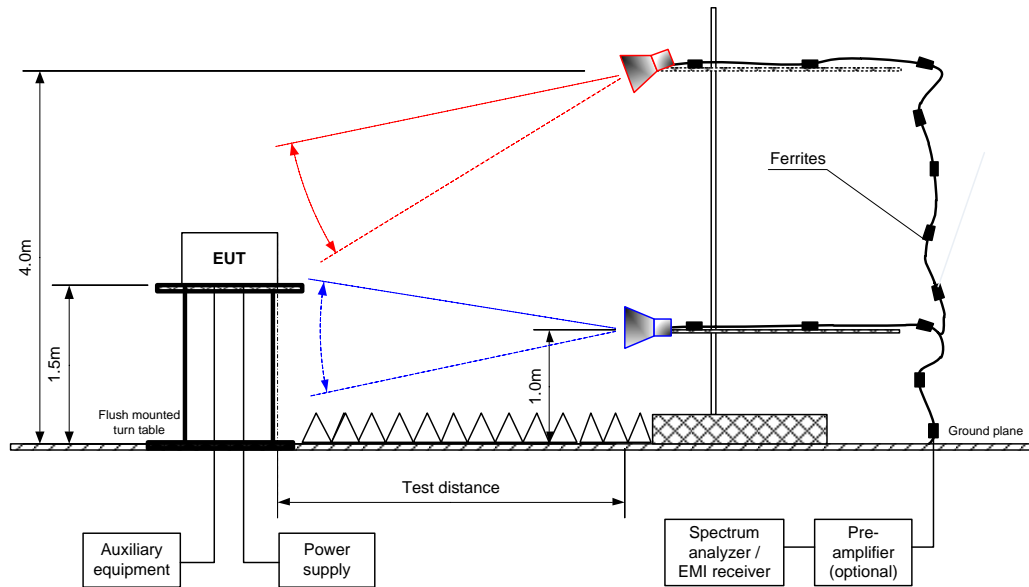 Ferrites
4.0m
EUT
1.5m
1.0m
Flush mounted
turn table
Ground plane
Test distance
Auxiliary
equipment
Power
supply
Spectrum
analyzer /
EMI receiver
Pre-
amplifier
(optional)